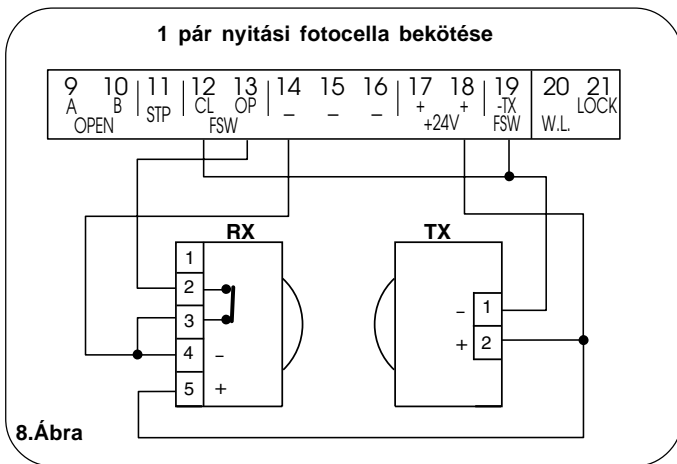 1 pár nyitási fotocella bekötése
9 10 11 12 13 14 15 16 17 18 19 20 21
A B STP CL OP _ _ _ + + -TX LOCK
OPEN FSW +24V FSW W.L.
RX TX
1
2
3
4 -
5 +
- 1
+ 2
8.Ábra